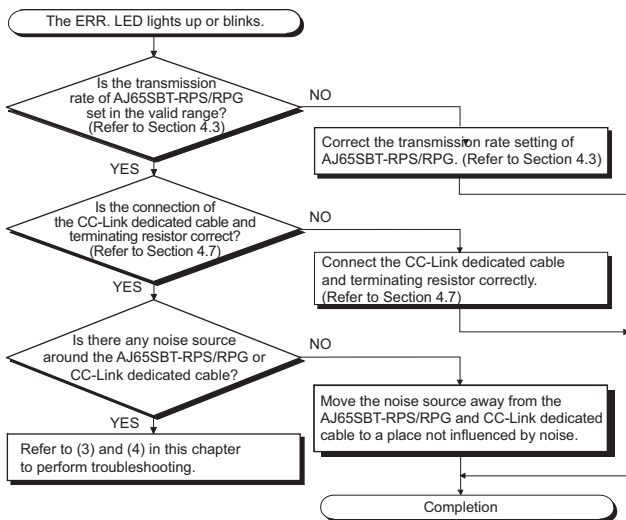 The ERR. LED lights up or blinks.
Is the transmission
rate of AJ65SBT-RPS/RPG
set in the valid range?
(Refer to Section 4.3)
NO
Correct the transmission rate setting of
AJ65SBT-RPS/RPG. (Refer to Section 4.3)
YES
Is the connection of
the CC-Link dedicated cable and
terminating resistor correct?
(Refer to Section 4.7)
NO
Connect the CC-Link dedicated cable
and terminating resistor correctly.
(Refer to Section 4.7)
YES
Is there any noise source
around the AJ65SBT-RPS/RPG or
CC-Link dedicated cable?
NO
Move the noise source away from the
AJ65SBT-RPS/RPG and CC-Link dedicated
cable to a place not influenced by noise.
YES
Refer to (3) and (4) in this chapter
to perform troubleshooting.
Completion